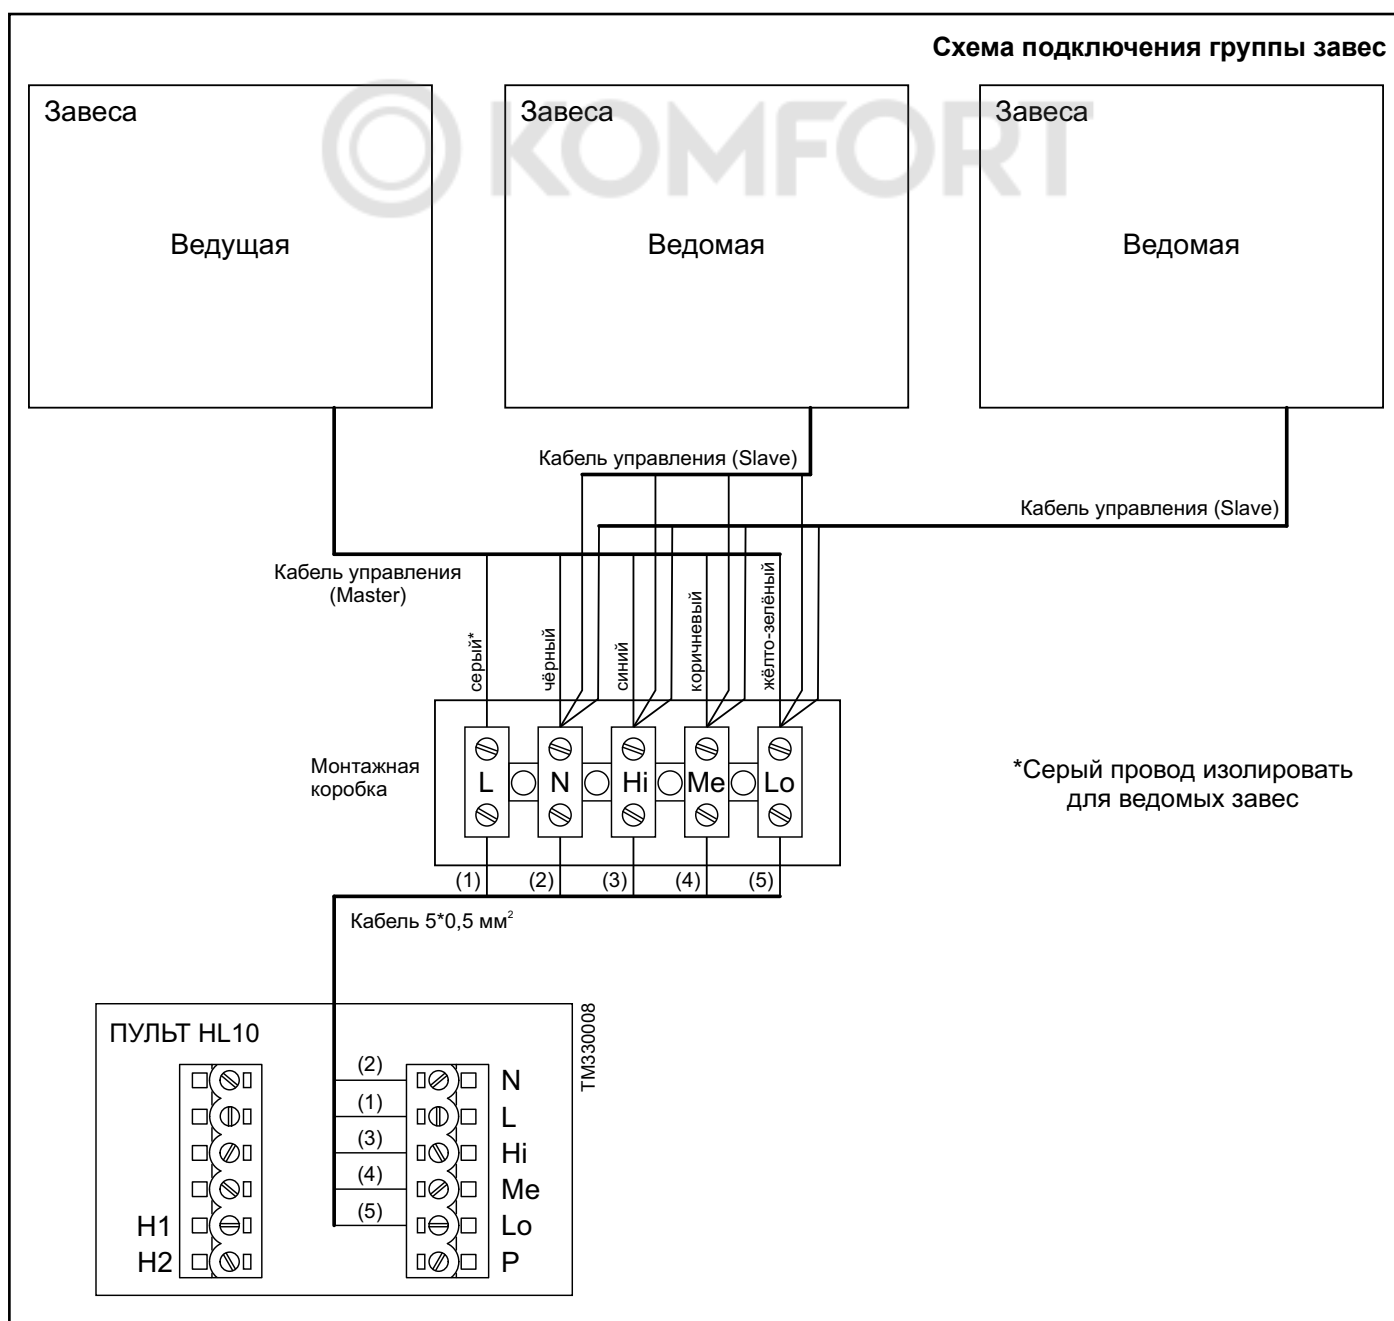 Схема подключения группы завес
KOMFORT
Завеса
Завеса
Завеса
Ведущая
Ведомая
Ведомая
Кабель управления (Slave)
Кабель управления (Slave)
Кабель управления
(Master)
серый*
чёрный
синий
коричневый
жёлто-зелёный
Монтажная
коробка
L
N
Hi
Me
Lo
*Серый провод изолировать
для ведомых завес
(1)
(2)
(3)
(4)
(5)
Кабель 5*0,5 мм²
ПУЛЬТ HL10
TM330008
(2)
N
(1)
L
(3)
Hi
(4)
Me
H1
(5)
Lo
H2
P